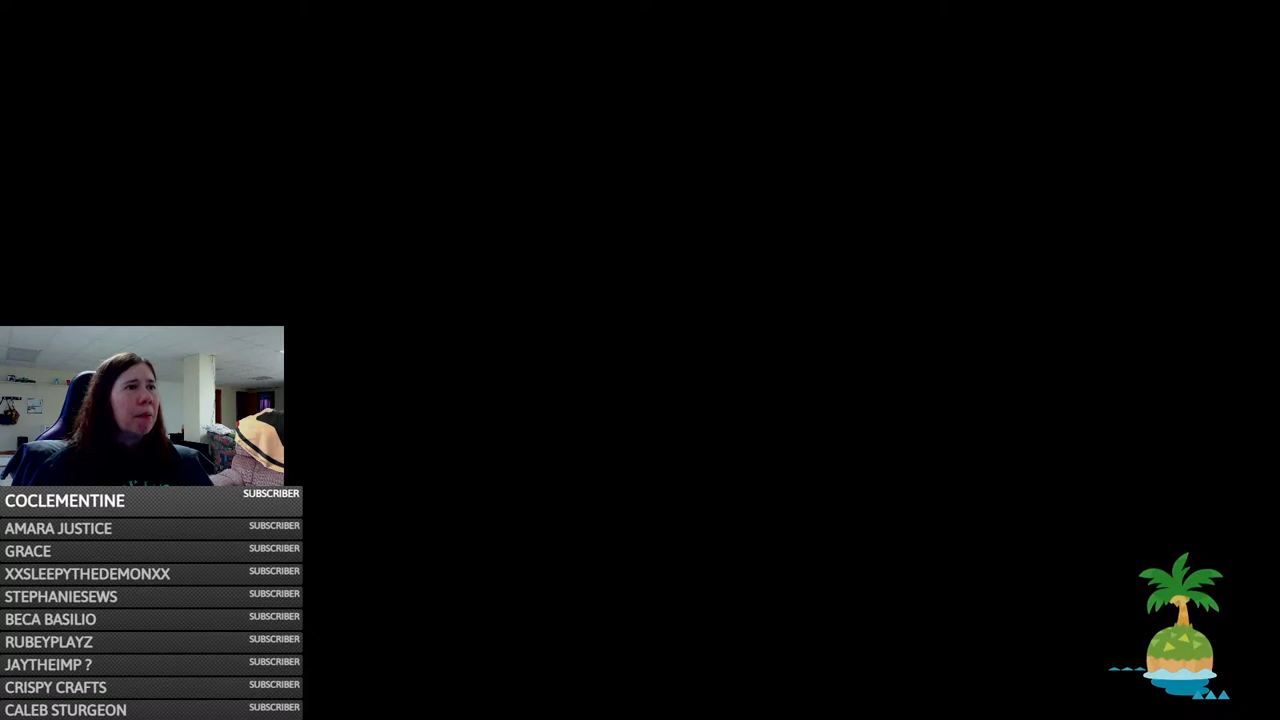 COCLEMENTINE SUBSCRIBER
AMARA JUSTICE SUBSCRIBER
GRACE SUBSCRIBER
XXSLEEPYTHEDEMONXX SUBSCRIBER
STEPHANIESEWS SUBSCRIBER
BECA BASILIO SUBSCRIBER
RUBEYPLAYZ SUBSCRIBER
JAYTHEIMP ? SUBSCRIBER
CRISPY CRAFTS SUBSCRIBER
CALEB STURGEON SUBSCRIBER